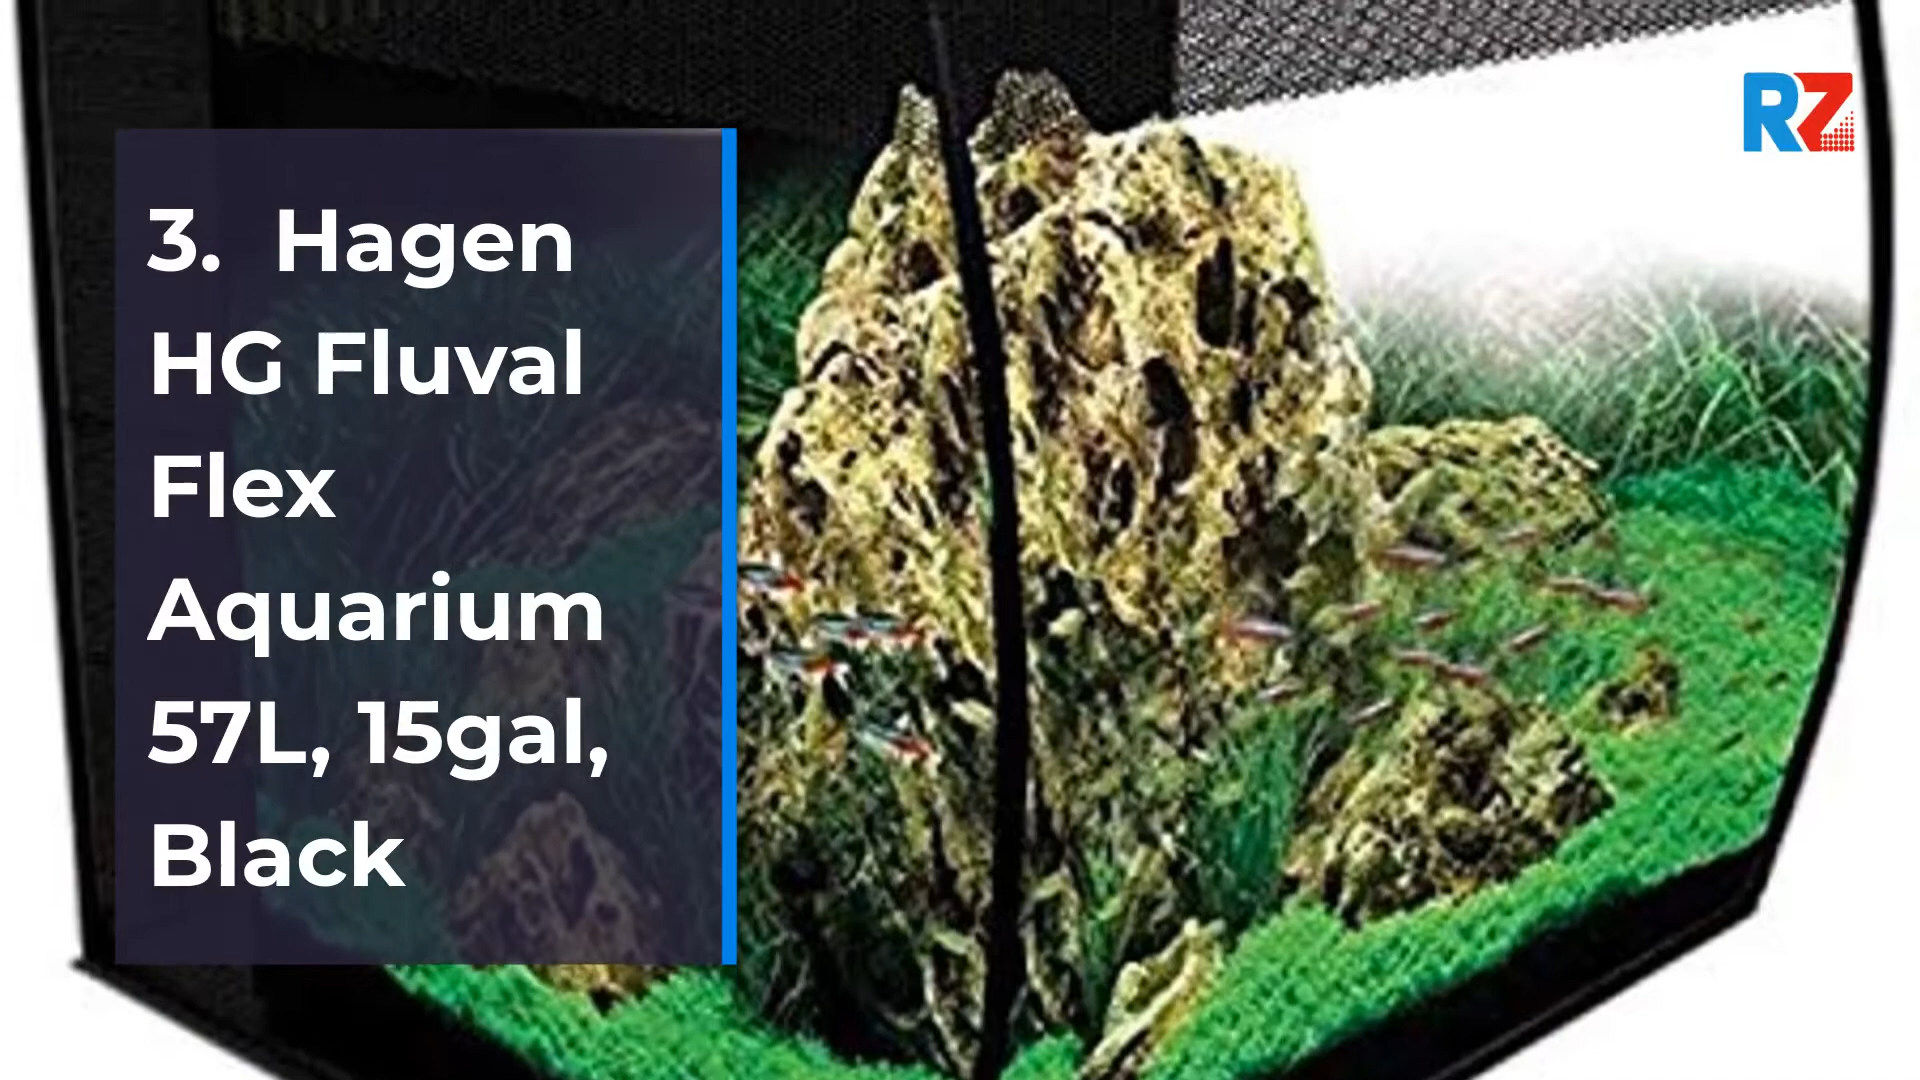 RZ
3. Hagen
HG Fluval
Flex
Aquarium
57L, 15gal,
Black